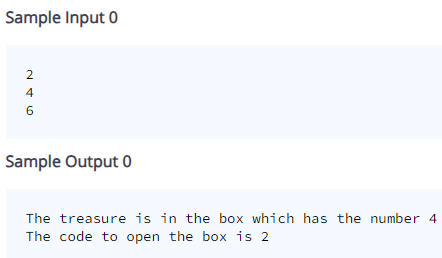 Sample Input 0
2
4
6
Sample Output 0
The treasure is in the box which has the number 4
The code to open the box is 2